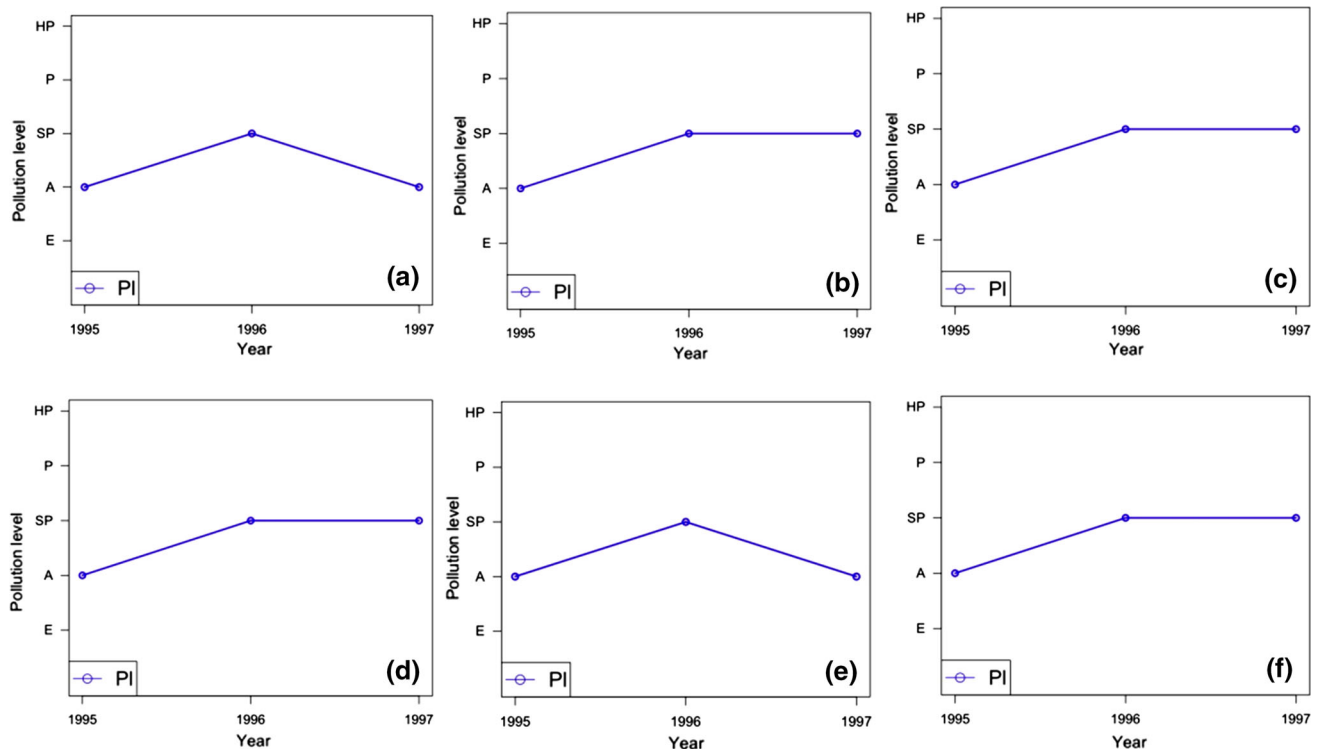 HP
P
SP
A
E
Pollution level
PI
(a)
1995 1996 1997
Year
HP
P
SP
A
E
Pollution level
PI
(b)
1995 1996 1997
Year
HP
P
SP
A
E
Pollution level
PI
(c)
1995 1996 1997
Year
HP
P
SP
A
E
Pollution level
PI
(d)
1995 1996 1997
Year
HP
P
SP
A
E
Pollution level
PI
(e)
1995 1996 1997
Year
HP
P
SP
A
E
PI
(f)
1995 1996 1997
Year